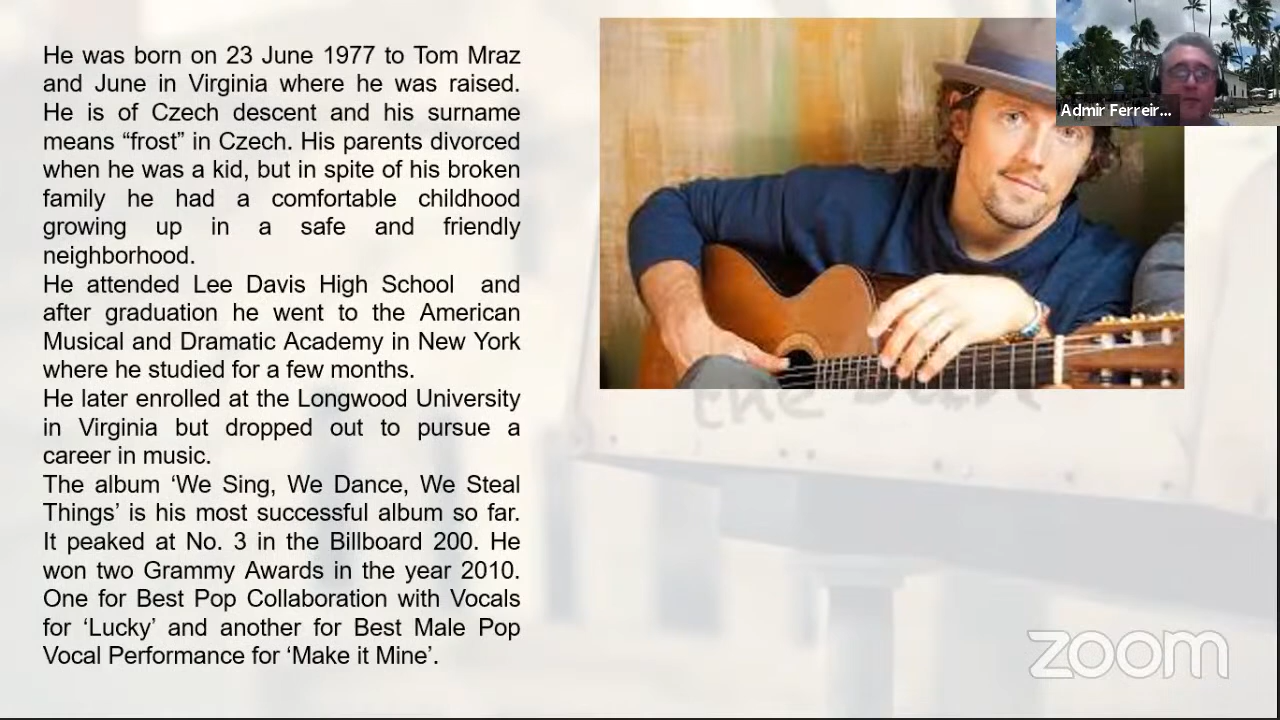 He was born on 23 June 1977 to Tom Mraz
and June in Virginia where he was raised.
He is of Czech descent and his surname
means “frost” in Czech. His parents divorced
when he was a kid, but in spite of his broken
family he had a comfortable childhood
growing up in a safe and friendly
neighborhood.
He attended Lee Davis High School and
after graduation he went to the American
Musical and Dramatic Academy in New York
where he studied for a few months.
He later enrolled at the Longwood University
in Virginia but dropped out to pursue a
career in music.
The album ‘We Sing, We Dance, We Steal
Things’ is his most successful album so far.
It peaked at No. 3 in the Billboard 200. He
won two Grammy Awards in the year 2010.
One for Best Pop Collaboration with Vocals
for ‘Lucky’ and another for Best Male Pop
Vocal Performance for ‘Make it Mine’.
Admir Ferreir...
the
zoom